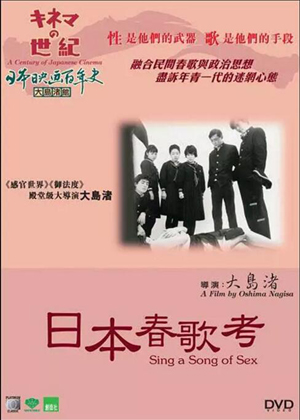 キネマ
の
世紀
A Century of Japanese Cinema
日本映画百年史
大島渚篇
性是他們的武器 歌是他們的手段
融合民間春歌與政治思想
盡訴年青一代的迷網心態
《感官世界》《御法度》
殿堂級大導演大島渚
導演：大島渚
A Film by Oshima Nagisa
日本春歌考
Sing a Song of Sex
DVD